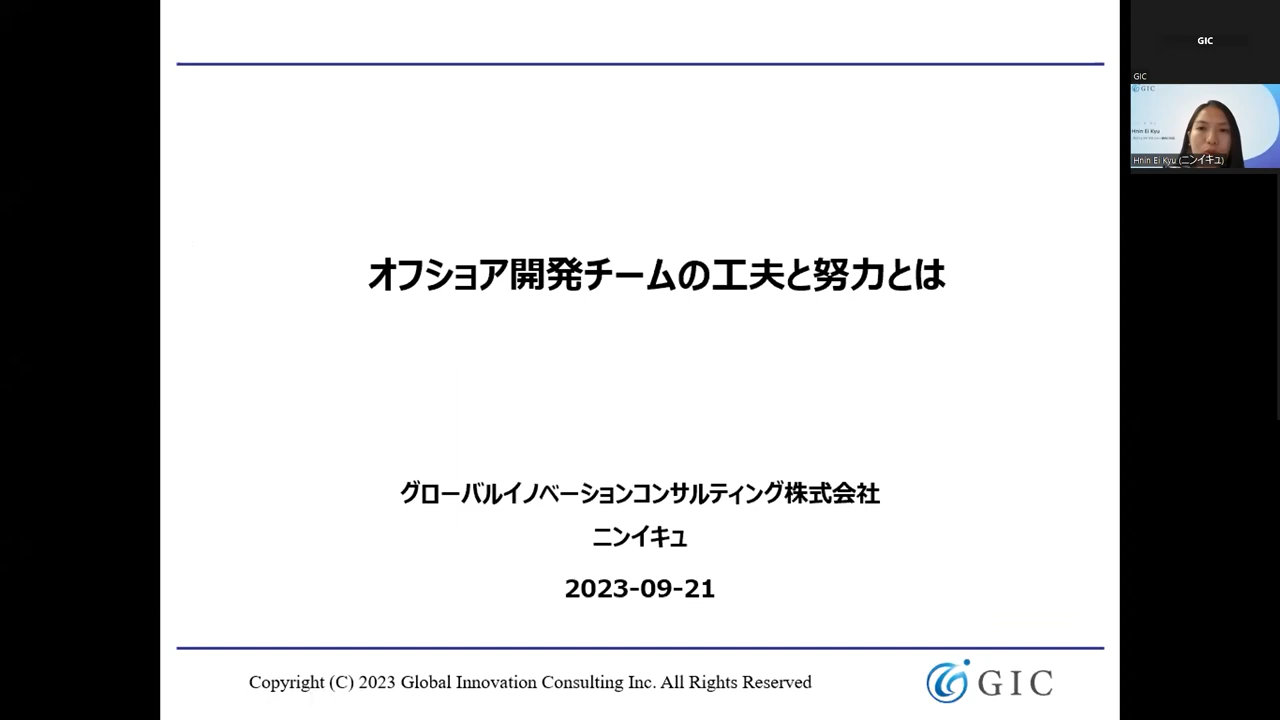 オフショア開発チームの工夫と努力とは
グローバルイノベーションコンサルティング株式会社
ニンイキュ
2023-09-21
Copyright (C) 2023 Global Innovation Consulting Inc. All Rights Reserved
GIC
GIC
GIC
GIC
Hnin Ei Kyu
Hnin Ei Kyu (ニンイキュ)